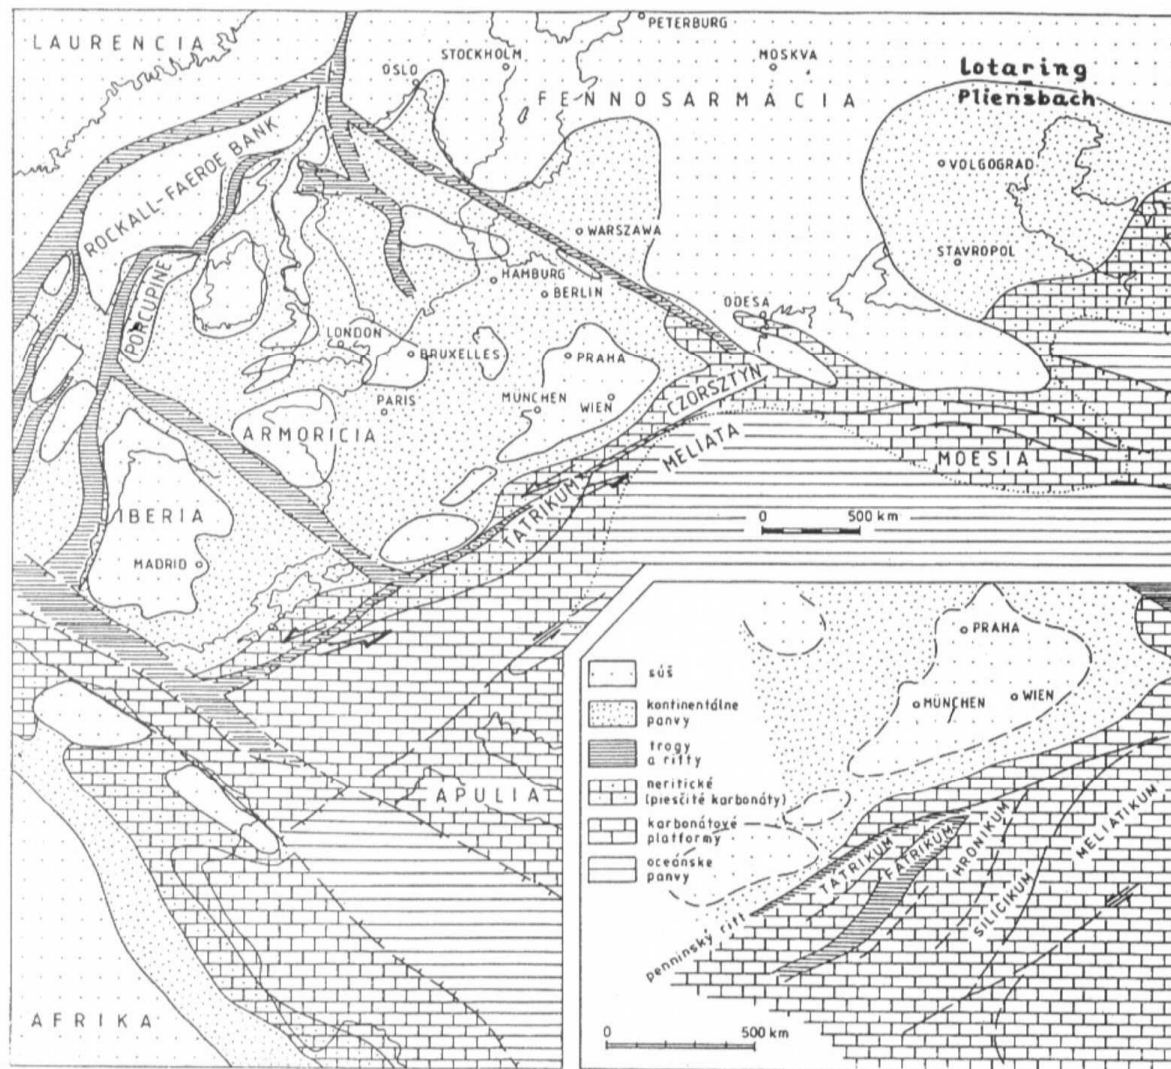 LAURENCIA
PETERBURG
STOCKHOLM
MOSKVA
OSLO
Lotaring
Pliensbach
FENNOSARMÁCIA
ROCKALL-FAEROE BANK
VOLGOGRAD
WARSZAWA
STAVROPOL
HAMBURG
BERLIN
PORCUPINE
ODESA
LONDON
BRUXELLES
PRAHA
PARIS
MÜNCHEN
WIEN
CZORSZTYN
ARMORICIA
MELIATA
MOESIA
TATRIKUM
IBERIA
0 500 km
MADRID
APULIA
AFRIKA
PRAHA
WIEN
MÜNCHEN
súš
kontinentálne
panvy
trogy
a rifty
neritické
(piesčité karbonáty)
karbonátové
platformy
oceánske
panvy
TATRIKUM
FATRIKUM
HRONIKUM
SILICIKUM
MELIATIKUM
penninský rift
0 500 km